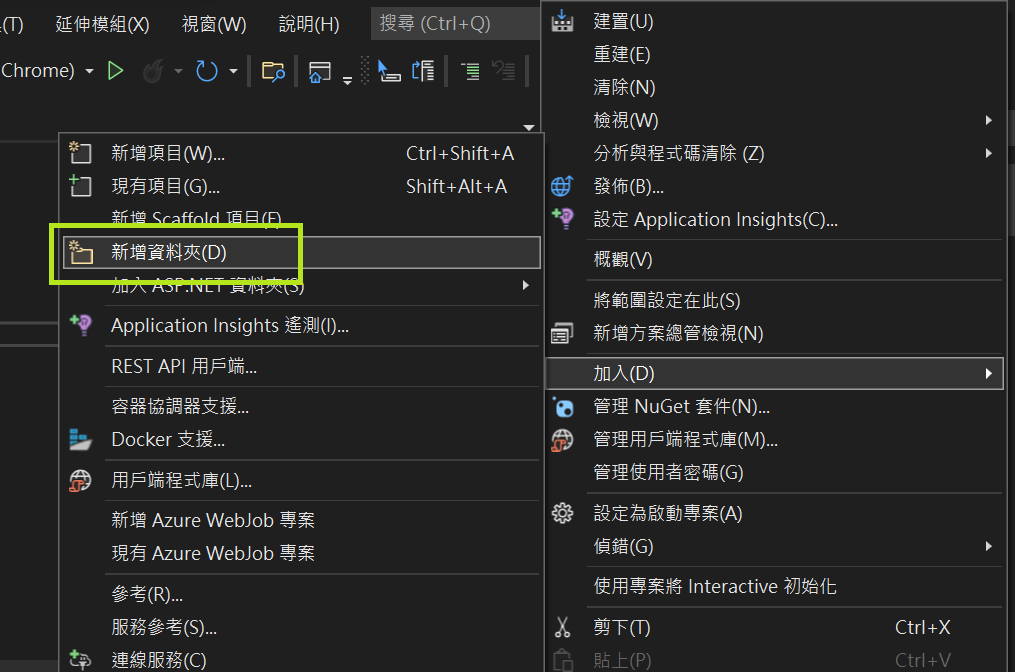 (T) 延伸模組(X) 視窗(W) 說明(H) 搜尋 (Ctrl+Q)
Chrome)
新增項目(W)... Ctrl+Shift+A
現有項目(G)... Shift+Alt+A
新增 Scaffold 項目(F)...
新增資料夾(D)
加入 ASP.NET 資料夾(S)
Application Insights 遙測(I)...
REST API 用戶端...
容器協調器支援...
Docker 支援...
用戶端程式庫(L)...
新增 Azure WebJob 專案
現有 Azure WebJob 專案
參考(R)...
服務參考(S)...
連線服務(C)
建置(U)
重建(E)
清除(N)
檢視(W)
分析與程式碼清除 (Z)
發佈(B)...
設定 Application Insights(C)...
概觀(V)
將範圍設定在此(S)
新增方案總管檢視(N)
加入(D)
管理 NuGet 套件(N)...
管理用戶端程式庫(M)...
管理使用者密碼(G)
設定為啟動專案(A)
偵錯(G)
使用專案將 Interactive 初始化
剪下(T) Ctrl+X
貼上(P) Ctrl+V